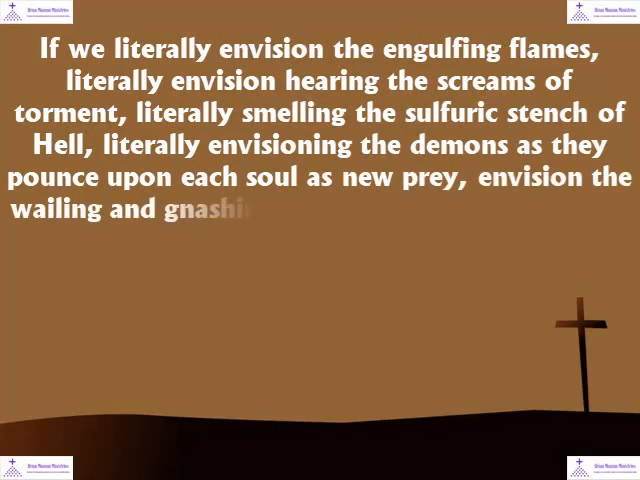 If we literally envision the engulfing flames,
literally envision hearing the screams of
torment, literally smelling the sulfuric stench of
Hell, literally envisioning the demons as they
pounce upon each soul as new prey, envision the
wailing and gnashi